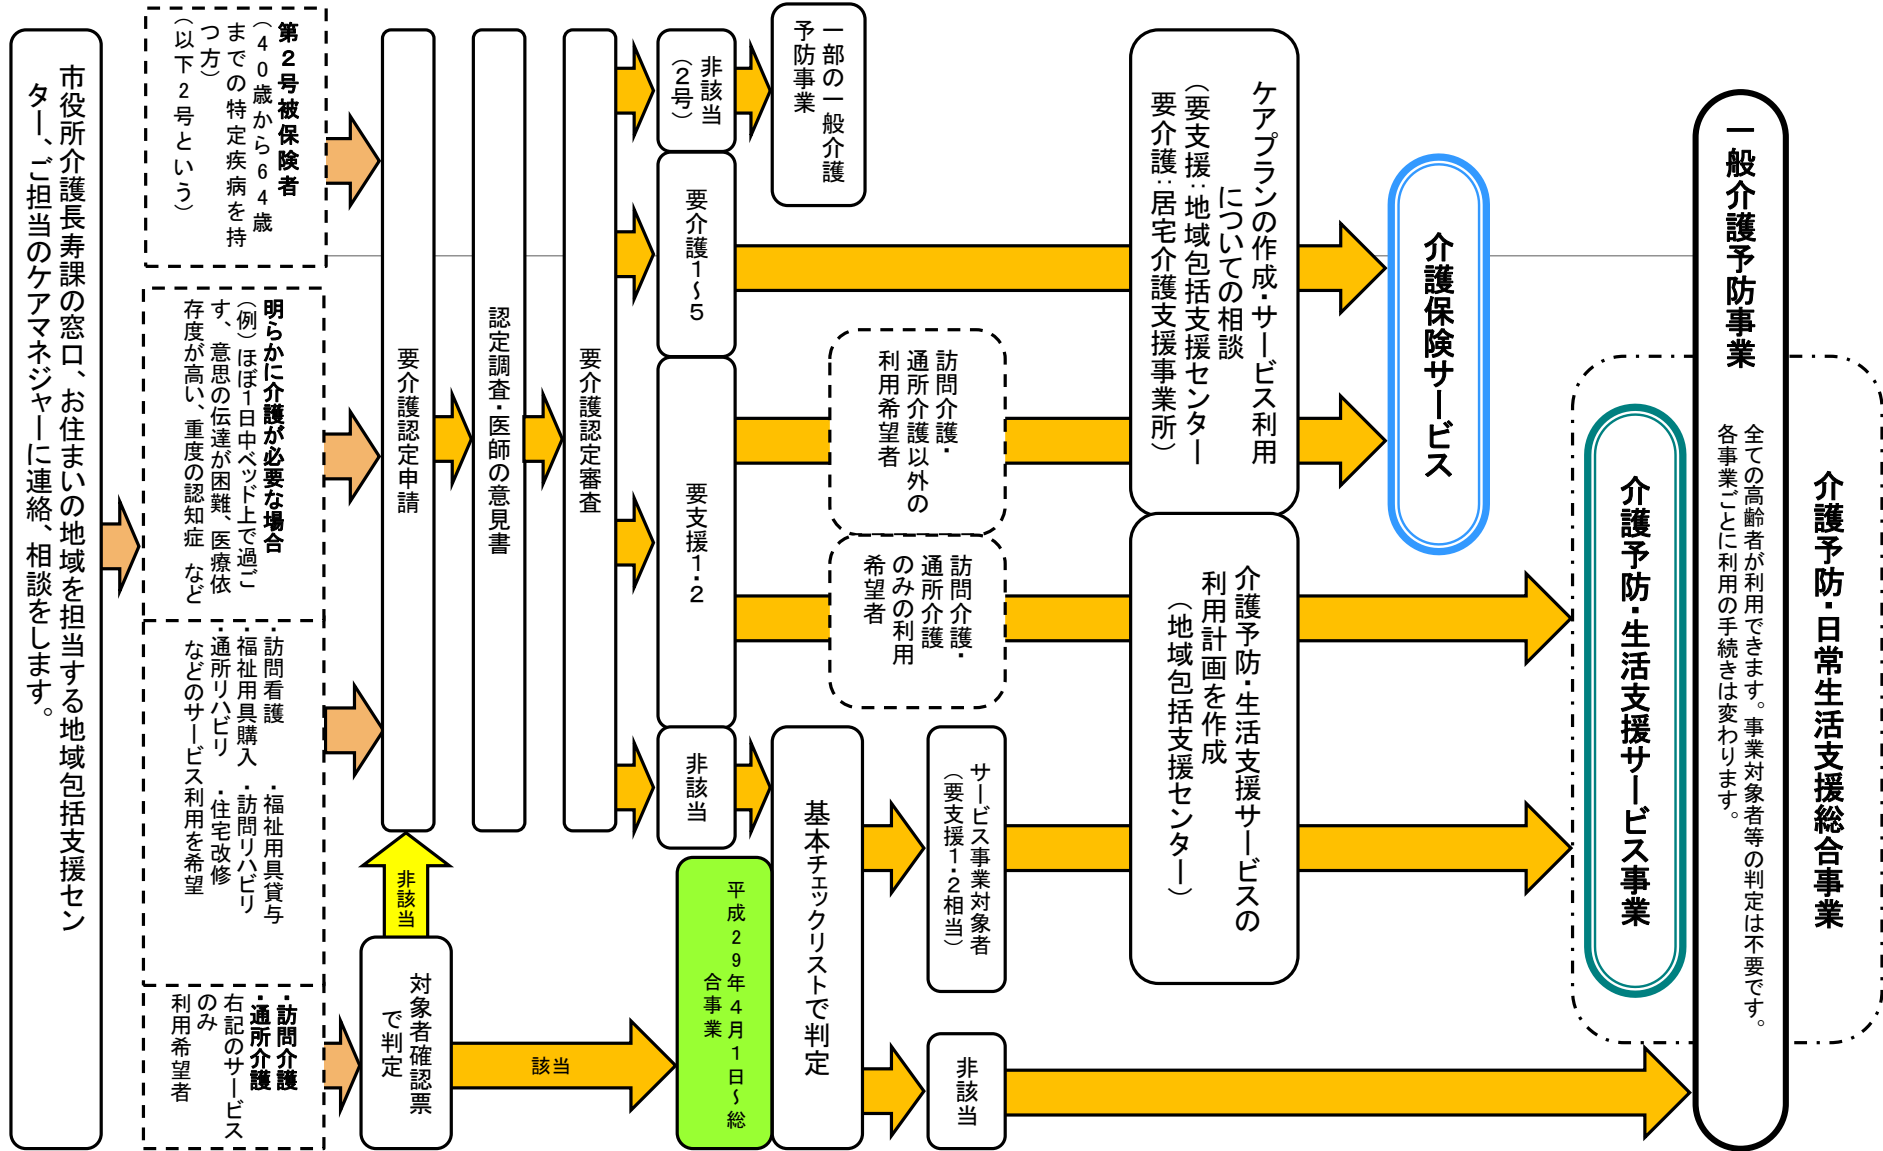 市役所介護長寿課の窓口、お住まいの地域を担当する地域包括支援セン
ター、ご担当のケアマネジャーに連絡、相談をします。
第２号被保険者
（４０歳から６４歳
までの特定疾病を持
つ方）
（以下２号という）
明らかに介護が必要な場合
（例）ほぼ１日中ベッド上で過ご
す、意思の伝達が困難、医療依
存度が高い、重度の認知症 など
・訪問看護 ・福祉用具貸与
・福祉用具購入 ・訪問リハビリ
・通所リハビリ ・住宅改修
などのサービス利用を希望
・訪問介護
・通所介護
右記のサービス
のみ
利用希望者
要介護認定申請
非該当
対象者確認票
で判定
該当
認定調査・医師の意見書
要介護認定審査
非該当
（２号）
一部の一般介護
予防事業
要介護１～５
要支援１・２
非該当
平成２９年４月１日～総
合事業
基本チェックリストで判定
訪問介護・
通所介護以外の
利用希望者
訪問介護・
通所介護
のみの利用
希望者
サービス事業対象者
（要支援１・２相当）
非該当
ケアプランの作成・サービス利用
についての相談
（要支援：地域包括支援センター
要介護：居宅介護支援事業所）
介護予防・生活支援サービスの
利用計画を作成
（地域包括支援センター）
介護保険サービス
介護予防・生活支援サービス事業
一般介護予防事業
全ての高齢者が利用できます。事業対象者等の判定は不要です。
各事業ごとに利用の手続きは変わります。
介護予防・日常生活支援総合事業